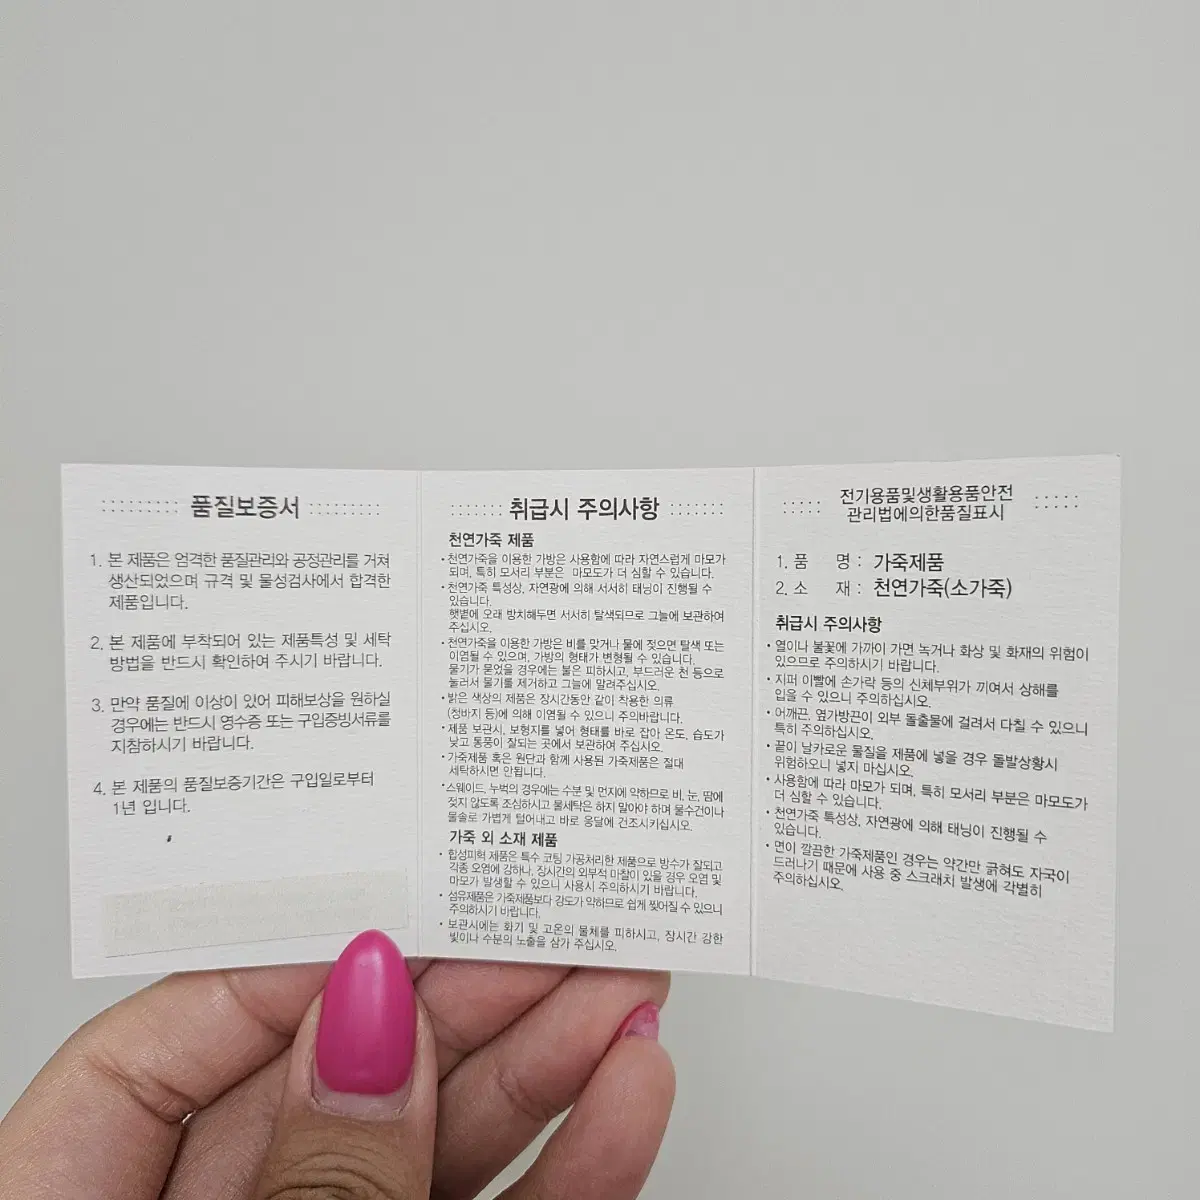 품질보증서
1. 본 제품은 엄격한 품질관리와 공정관리를 거쳐
생산되었으며 규격 및 물성검사에서 합격한
제품입니다.
2. 본 제품에 부착되어 있는 제품특성 및 세탁
방법을 반드시 확인하여 주시기 바랍니다.
3. 만약 품질에 이상이 있어 피해보상을 원하실
경우에는 반드시 영수증 또는 구입증빙서류를
지참하시기 바랍니다.
4. 본 제품의 품질보증기간은 구입일로부터
1년 입니다.
취급시 주의사항
천연가죽 제품
• 천연가죽을 이용한 가방은 사용함에 따라 자연스럽게 마모가
되며, 특히 모서리 부분은 마모도가 더 심할 수 있습니다.
• 천연가죽 특성상, 자연광에 의해 서서히 태닝이 진행될 수
있습니다.
햇볕에 오래 방치해두면 서서히 탈색되므로 그늘에 보관하여
주십시오.
• 천연가죽을 이용한 가방은 비를 맞거나 물에 젖으면 탈색 또는
이염될 수 있으며, 가방의 형태가 변형될 수 있습니다.
물기가 묻었을 경우에는 불은 피하시고, 부드러운 천 등으로
눌러서 물기를 제거하고 그늘에 말려주십시오.
• 밝은 색상의 제품은 장시간동안 같이 착용한 의류
(청바지 등)에 의해 이염될 수 있으니 주의바랍니다.
• 제품 보관시, 보형지를 넣어 형태를 바로 잡아 온도, 습도가
낮고 통풍이 잘되는 곳에서 보관하여 주십시오.
• 가죽제품 혹은 원단과 함께 사용된 가죽제품은 절대
세탁하시면 안됩니다.
• 스웨이드, 누벅의 경우에는 수분 및 먼지에 약하므로 비, 눈, 땀에
젖지 않도록 조심하시고 물세탁은 하지 말아야 하며 물수건이나
물솔로 가볍게 털어내고 바로 응달에 건조시키십시오.
가죽 외 소재 제품
• 합성피혁 제품은 특수 코팅 가공처리한 제품으로 방수가 잘되고
각종 오염에 강하나, 장시간의 외부적 마찰이 있을 경우 오염 및
마모가 발생할 수 있으니 사용시 주의하시기 바랍니다.
• 섬유제품은 가죽제품보다 강도가 약하므로 쉽게 찢어질 수 있으니
주의하시기 바랍니다.
• 보관시에는 화기 및 고온의 물체를 피하시고, 장시간 강한
빛이나 수분의 노출을 삼가 주십시오.
전기용품및생활용품안전
관리법에의한품질표시
1. 품 명 : 가죽제품
2. 소 재 : 천연가죽(소가죽)
취급시 주의사항
• 열이나 불꽃에 가까이 가면 녹거나 화상 및 화재의 위험이
있으므로 주의하시기 바랍니다.
• 지퍼 이빨에 손가락 등의 신체부위가 끼여서 상해를
입을 수 있으니 주의하십시오.
• 어깨끈, 옆가방끈이 외부 돌출물에 걸려서 다칠 수 있으니
특히 주의하십시오.
• 끝이 날카로운 물질을 제품에 넣을 경우 돌발상황시
위험하오니 넣지 마십시오.
• 사용함에 따라 마모가 되며, 특히 모서리 부분은 마모도가
더 심할 수 있습니다.
• 천연가죽 특성상, 자연광에 의해 태닝이 진행될 수
있습니다.
• 면이 깔끔한 가죽제품인 경우는 약간만 긁혀도 자국이
드러나기 때문에 사용 중 스크래치 발생에 각별히
주의하십시오.